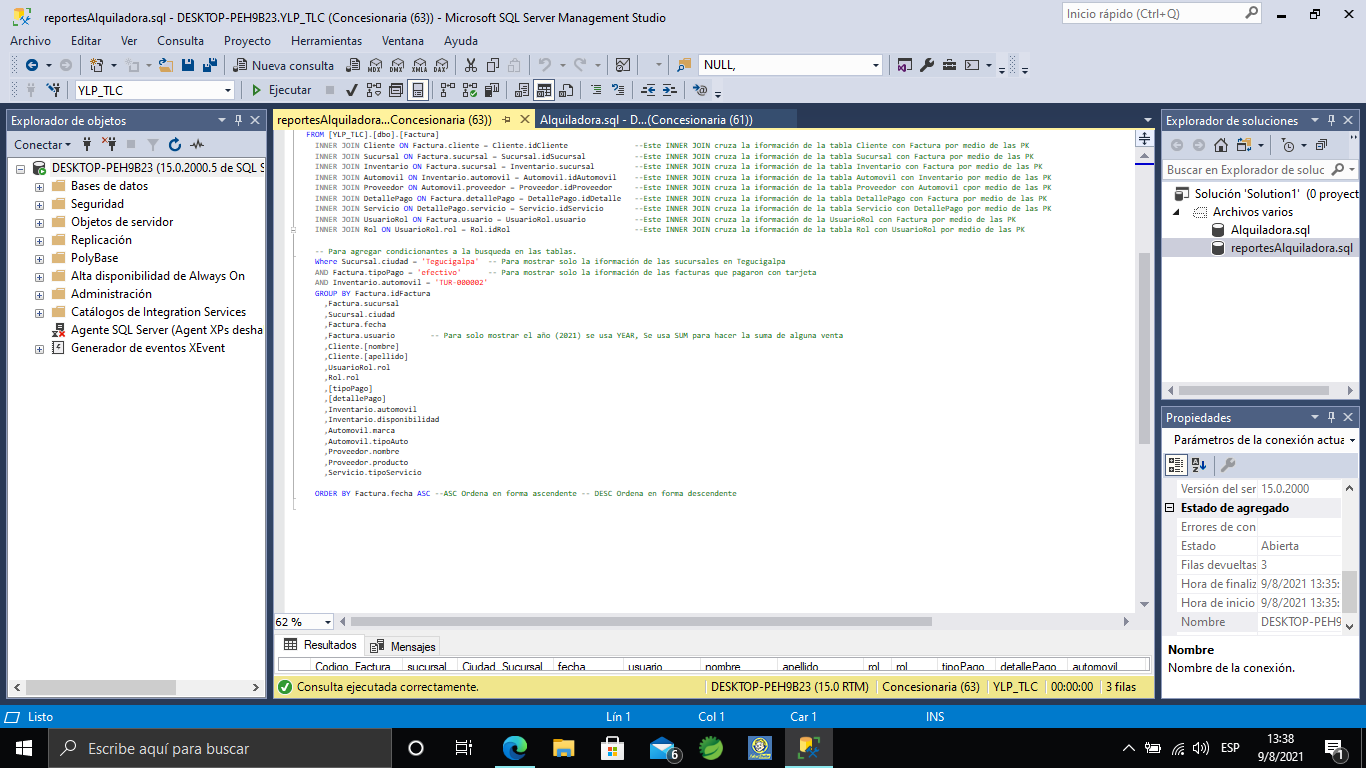 reportesAlquiladora.sql - DESKTOP-PEH9B23.YLP_TLC (Concesionaria (63)) - Microsoft SQL Server Management Studio
Inicio rápido (Ctrl+Q)
Archivo Editar Ver Consulta Proyecto Herramientas Ventana Ayuda
Nueva consulta MDX DMX XMLA DAX NULL,
YLP_TLC Ejecutar
Explorador de objetos
Conectar
DESKTOP-PEH9B23 (15.0.2000.5 de SQL S
Bases de datos
Seguridad
Objetos de servidor
Replicación
PolyBase
Alta disponibilidad de Always On
Administración
Catálogos de Integration Services
Agente SQL Server (Agent XPs desha
Generador de eventos XEvent
reportesAlquilado...Concesionaria (63)) Alquiladora.sql - D...(Concesionaria (61))
FROM [YLP_TLC].[dbo].[Factura]
INNER JOIN Cliente ON Factura.cliente = Cliente.idCliente --Este INNER JOIN cruza la iformación de la tabla Cliente con Factura por medio de las PK
INNER JOIN Sucursal ON Factura.sucursal = Sucursal.idSucursal --Este INNER JOIN cruza la iformación de la tabla Sucursal con Factura por medio de las PK
INNER JOIN Inventario ON Factura.sucursal = Inventario.sucursal --Este INNER JOIN cruza la iformación de la tabla Inventario con Factura por medio de las PK
INNER JOIN Automovil ON Inventario.automovil = Automovil.idAutomovil --Este INNER JOIN cruza la iformación de la tabla Automovil con Inventario por medio de las PK
INNER JOIN Proveedor ON Automovil.proveedor = Proveedor.idProveedor --Este INNER JOIN cruza la iformación de la tabla Proveedor con Automovil cpor medio de las PK
INNER JOIN DetallePago ON Factura.detallePago = DetallePago.idDetalle --Este INNER JOIN cruza la iformación de la tabla DetallePago con Factura por medio de las PK
INNER JOIN Servicio ON DetallePago.servicio = Servicio.idServicio --Este INNER JOIN cruza la iformación de la tabla Servicio con DetallePago por medio de las PK
INNER JOIN UsuarioRol ON Factura.usuario = UsuarioRol.usuario --Este INNER JOIN cruza la iformación de la UsuarioRol con Factura por medio de las PK
INNER JOIN Rol ON UsuarioRol.rol = Rol.idRol --Este INNER JOIN cruza la iformación de la tabla Rol con UsuarioRol por medio de las PK
-- Para agregar condicionantes a la busqueda en las tablas.
Where Sucursal.ciudad = 'Tegucigalpa' -- Para mostrar solo la iformación de las sucursales en Tegucigalpa
AND Factura.tipoPago = 'efectivo' -- Para mostrar solo la iformación de las facturas que pagaron con tarjeta
AND Inventario.automovil = 'TUR-000002'
GROUP BY Factura.idFactura
,Factura.sucursal
,Sucursal.ciudad
,Factura.fecha
,Factura.usuario -- Para solo mostrar el año (2021) se usa YEAR, Se usa SUM para hacer la suma de alguna venta
,Cliente.[nombre]
,Cliente.[apellido]
,UsuarioRol.rol
,Rol.rol
,[tipoPago]
,[detallePago]
,Inventario.automovil
,Inventario.disponibilidad
,Automovil.marca
,Automovil.tipoAuto
,Proveedor.nombre
,Proveedor.producto
,Servicio.tipoServicio
ORDER BY Factura.fecha ASC --ASC Ordena en forma ascendente -- DESC Ordena en forma descendente
62 %
Resultados Mensajes
Codigo_Factura sucursal Ciudad_Sucursal fecha usuario nombre apellido rol rol tipoPago detallePago automovil
Consulta ejecutada correctamente. DESKTOP-PEH9B23 (15.0 RTM) Concesionaria (63) YLP_TLC 00:00:00 3 filas
Explorador de soluciones
Buscar en Explorador de soluc
Solución 'Solution1' (0 proyect
Archivos varios
Alquiladora.sql
reportesAlquiladora.sql
Propiedades
Parámetros de la conexión actua
Versión del ser 15.0.2000
Estado de agregado
Errores de con
Estado Abierta
Filas devueltas 3
Hora de finaliz 9/8/2021 13:35:
Hora de inicio 9/8/2021 13:35:
Nombre DESKTOP-PEH9
Nombre
Nombre de la conexión.
Listo Lín 1 Col 1 Car 1 INS
Escribe aquí para buscar
6
ESP
13:38
9/8/2021
1